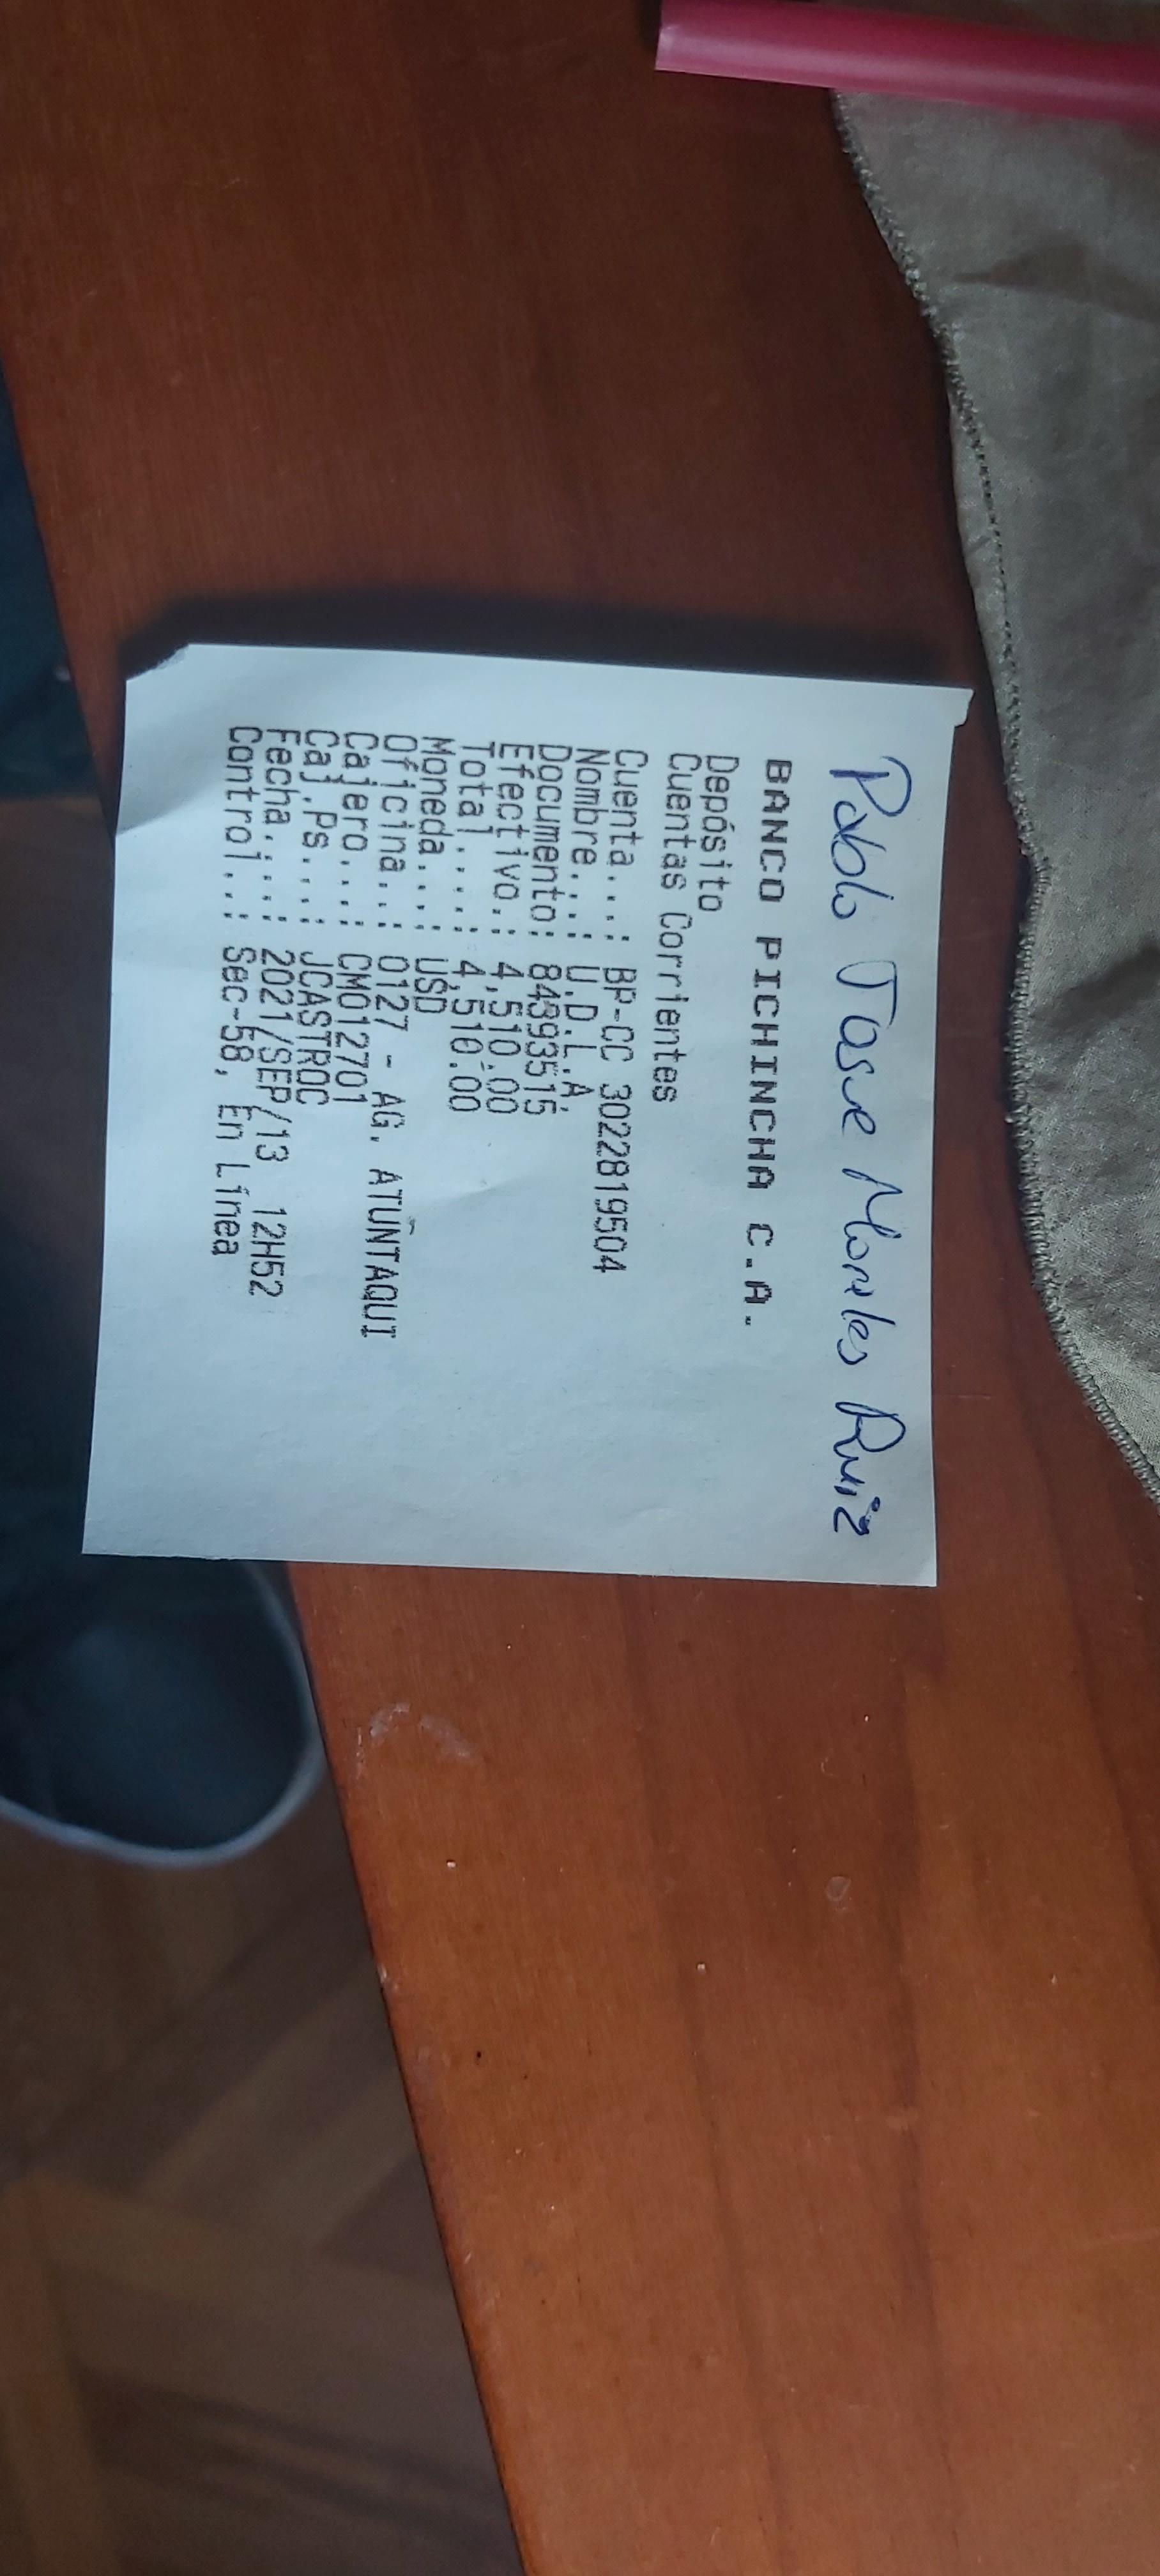 Pablo Josue Morales Ruiz
BANCO PICHINCHA C.A.
Depósito
Cuentas Corrientes
Cuenta...: BP-CC 3022819504
Nombre...: U.D.L.A.
Documento: 84393515
Efectivo.: 4,510.00
Total....: 4,510.00
Moneda...: USD
Oficina..: 0127 - AG. ATUNTAQUI
Cajero...: CM012701
Caj.Ps...: JCASTROC
Fecha....: 2021/SEP/13 12H52
Control..: Sec-58, En Línea